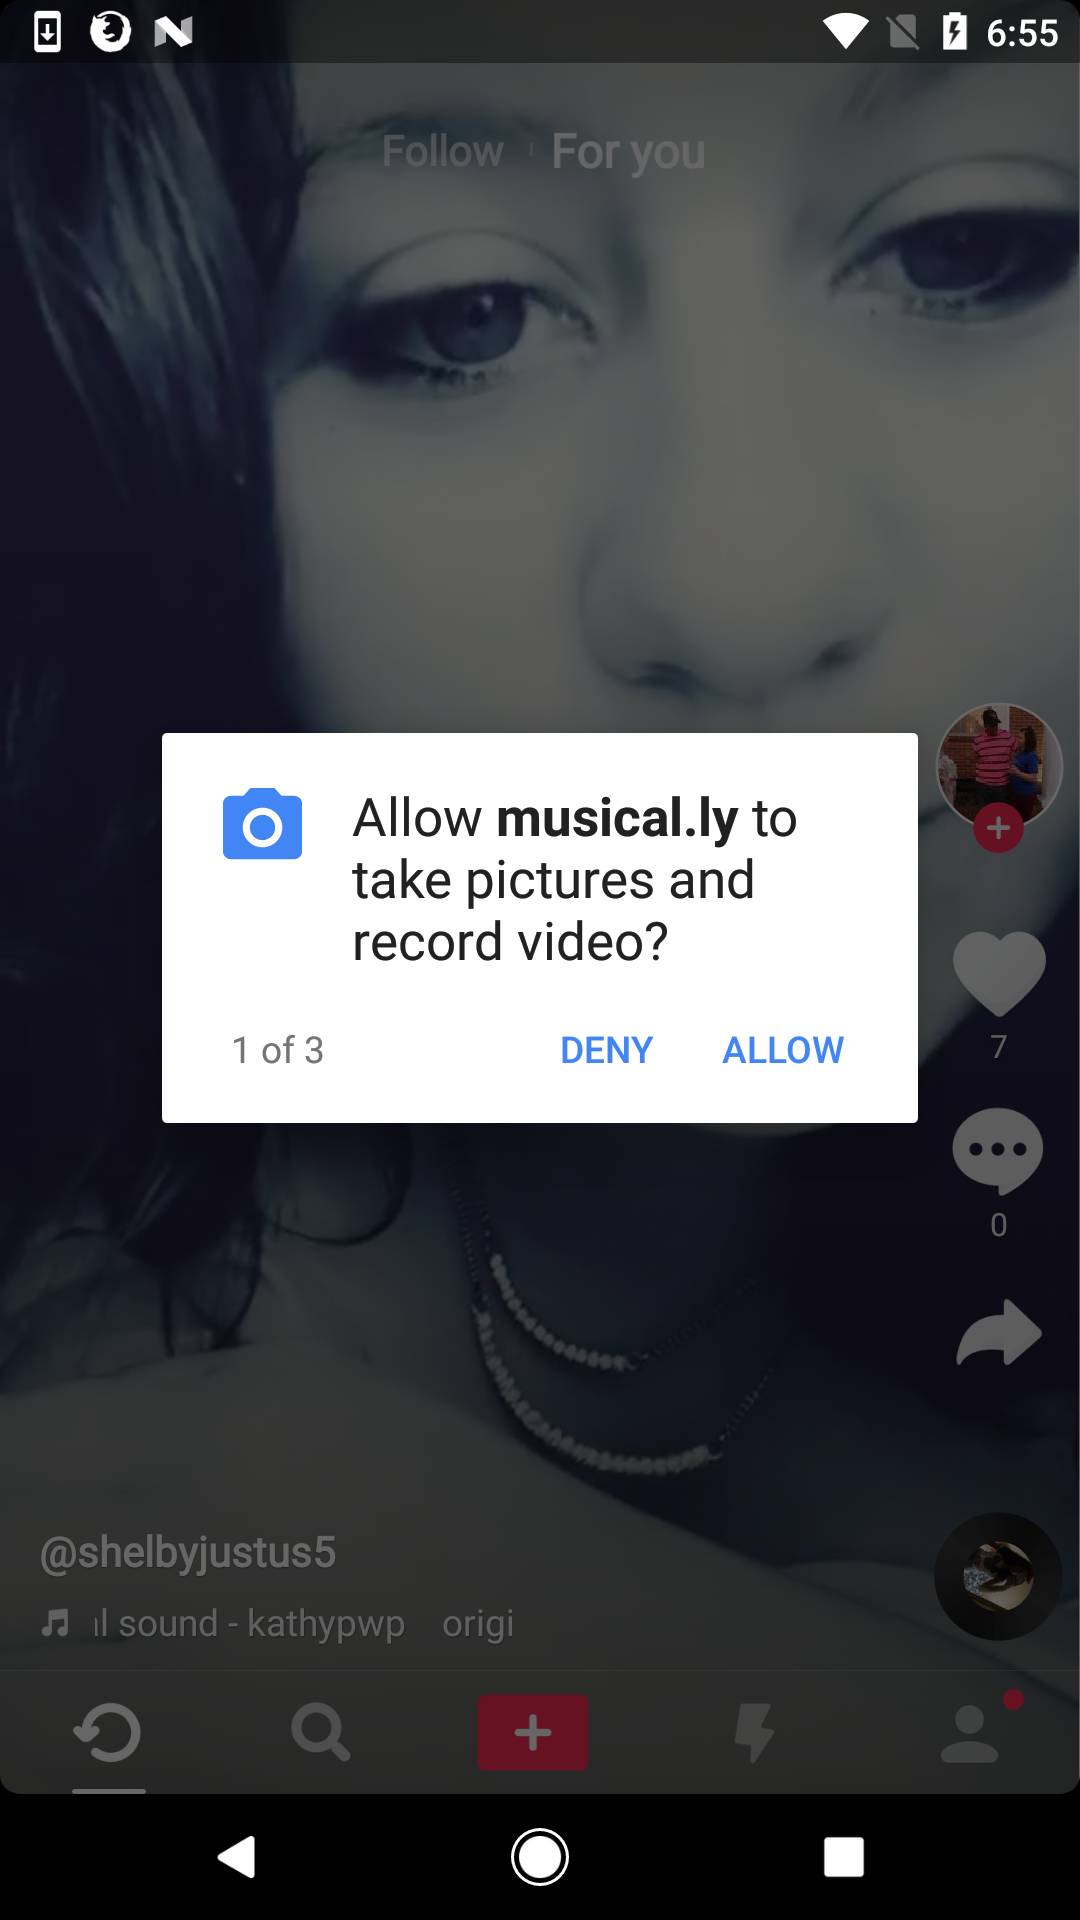 6:55
Follow
For you
Allow musical.ly to
take pictures and
record video?
1 of 3
DENY
ALLOW
7
0
@shelbyjustus5
l sound - kathypwp origi